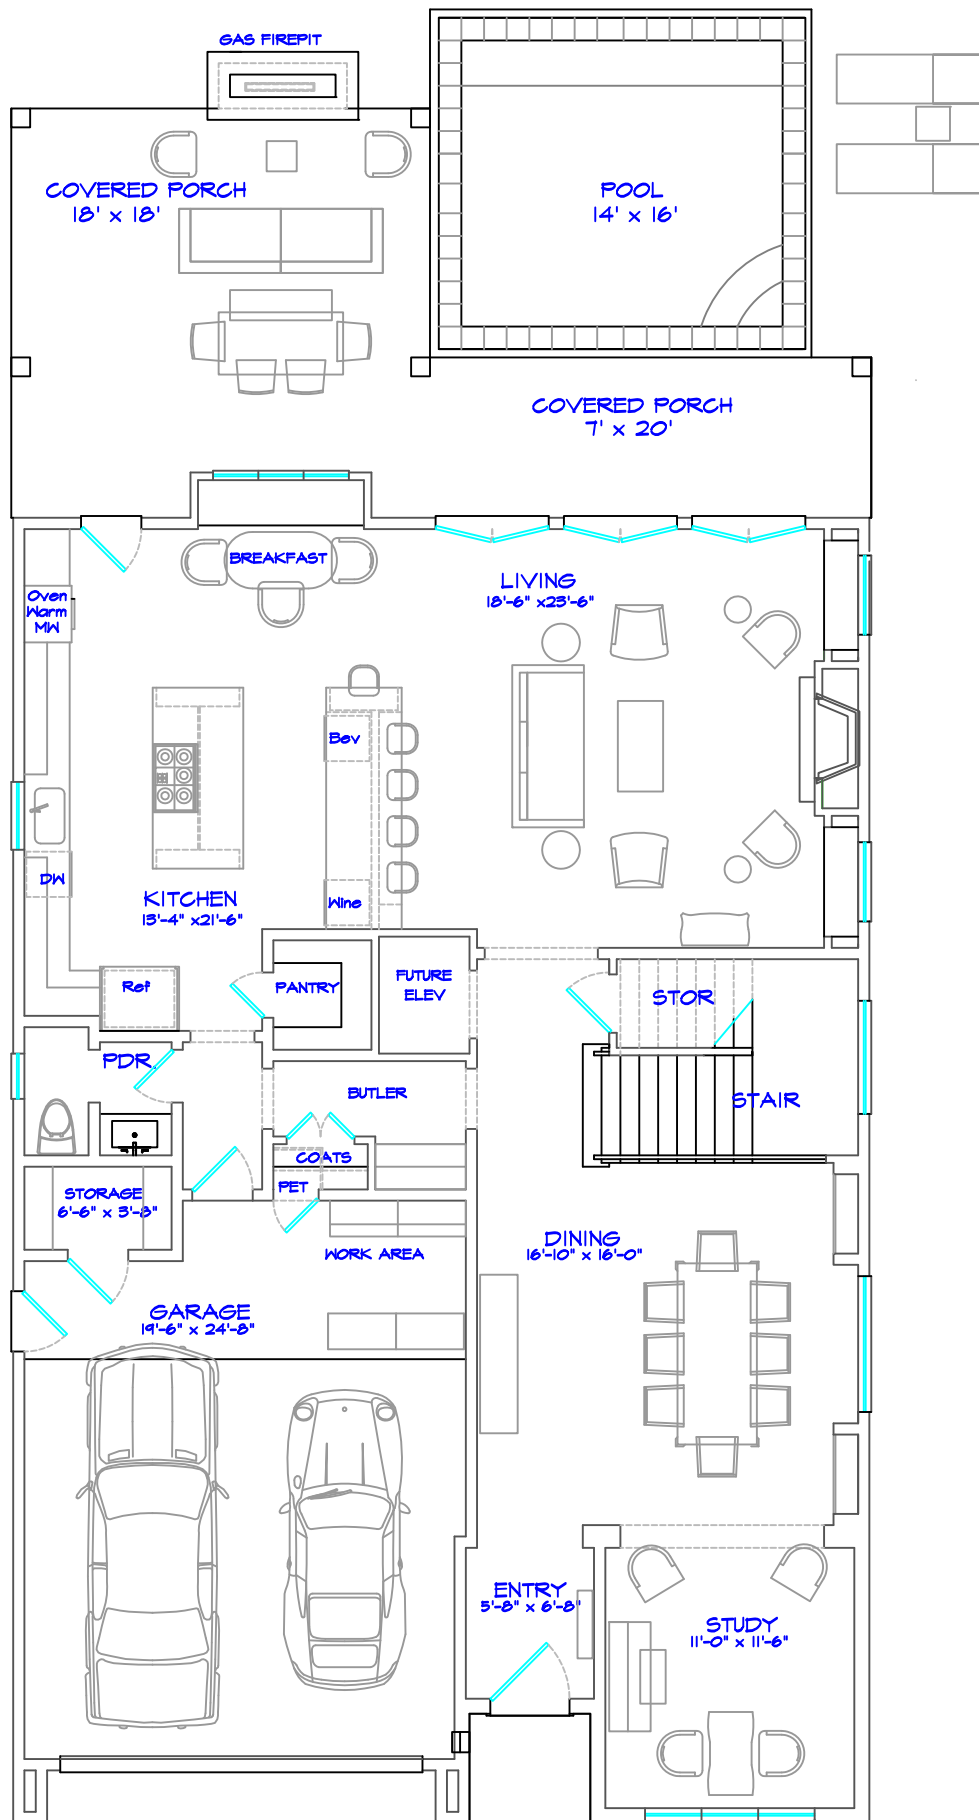 GAS FIREPIT
COVERED PORCH
18' x 18'
POOL
14' x 16'
COVERED PORCH
7' x 20'
BREAKFAST
LIVING
18'-6" x23'-6"
Oven
Warm
MW
Bev
DW
KITCHEN
13'-4" x21'-6"
Wine
Ref
PANTRY
FUTURE
ELEV
STOR
PDR.
BUTLER
STAIR
COATS
PET
STORAGE
6'-6" x 3'-8"
WORK AREA
DINING
16'-10" x 16'-0"
GARAGE
19'-6" x 24'-8"
ENTRY
5'-8" x 6'-8"
STUDY
11'-0" x 11'-6"